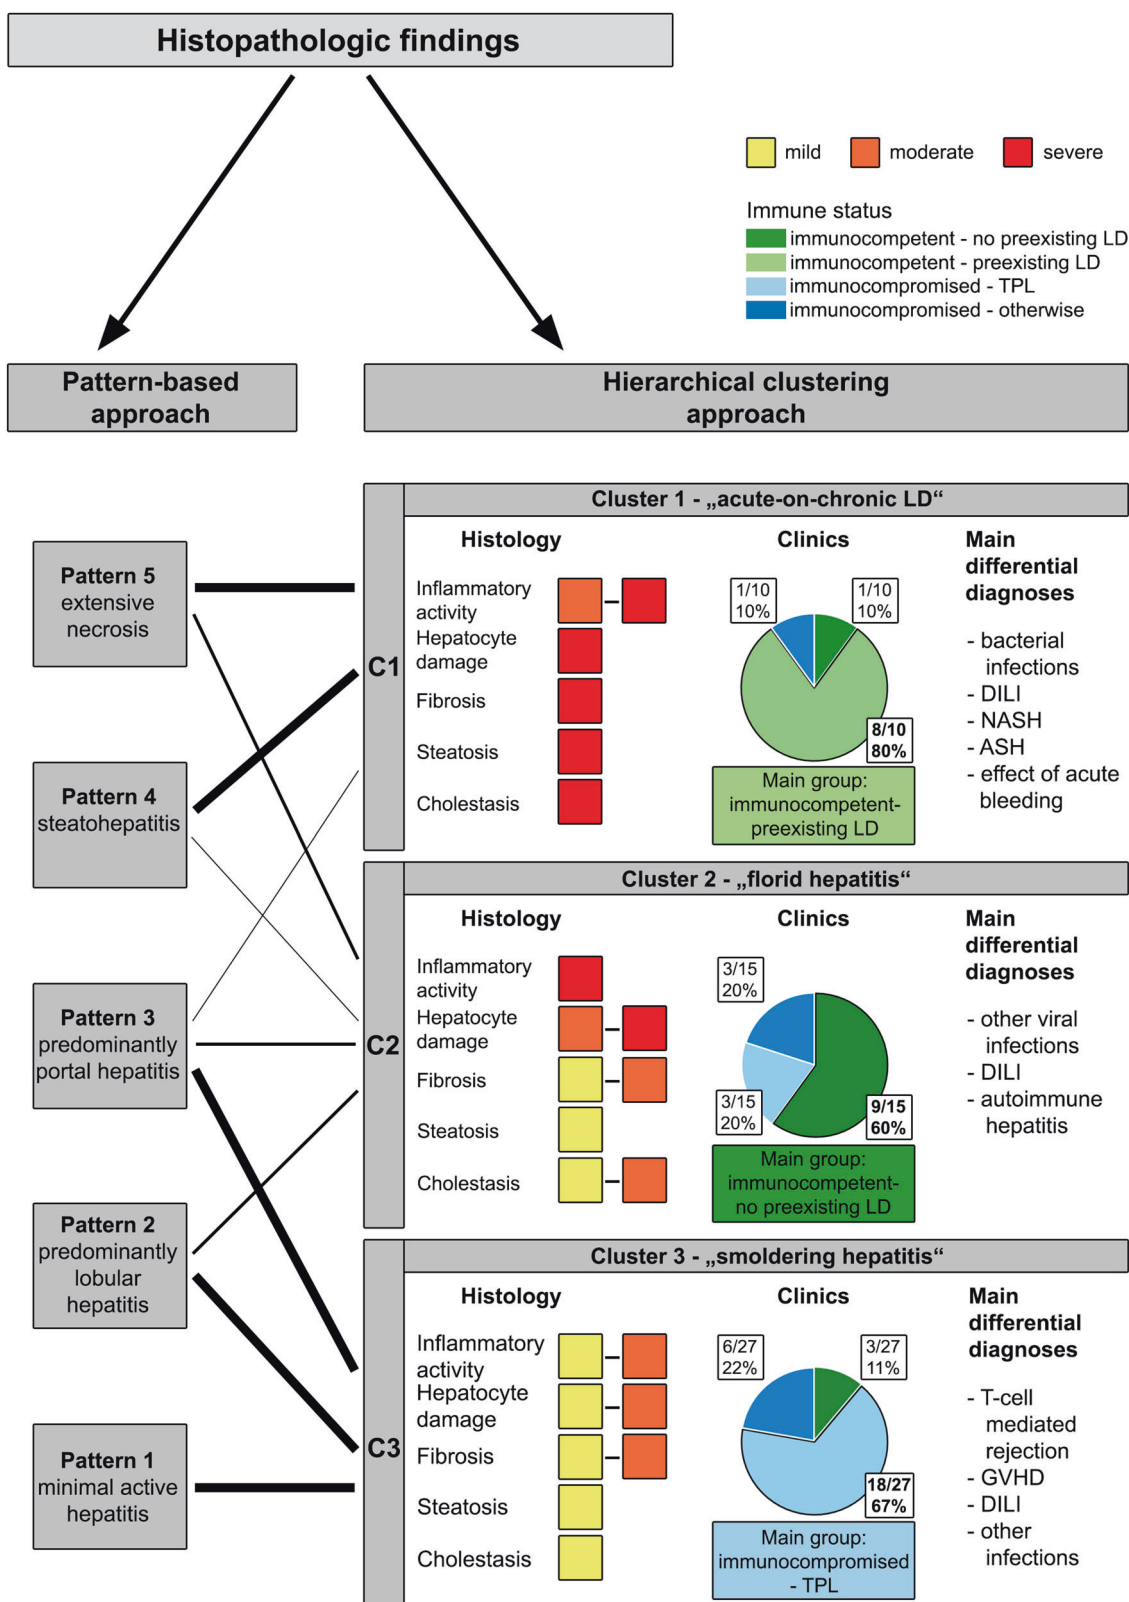 Histopathologic findings
mild
moderate
severe
Immune status
immunocompetent - no preexisting LD
immunocompetent - preexisting LD
immunocompromised - TPL
immunocompromised - otherwise
Pattern-based
approach
Hierarchical clustering
approach
Pattern 5
extensive
necrosis
Pattern 4
steatohepatitis
Pattern 3
predominantly
portal hepatitis
Pattern 2
predominantly
lobular
hepatitis
Pattern 1
minimal active
hepatitis
C1
Cluster 1 - „acute-on-chronic LD“
Histology
Inflammatory
activity
Hepatocyte
damage
Fibrosis
Steatosis
Cholestasis
Clinics
1/10
10%
1/10
10%
8/10
80%
Main group:
immunocompetent-
preexisting LD
Main
differential
diagnoses
- bacterial
infections
- DILI
- NASH
- ASH
- effect of acute
bleeding
C2
Cluster 2 - „florid hepatitis“
Histology
Inflammatory
activity
Hepatocyte
damage
Fibrosis
Steatosis
Cholestasis
Clinics
3/15
20%
3/15
20%
9/15
60%
Main group:
immunocompetent-
no preexisting LD
Main
differential
diagnoses
- other viral
infections
- DILI
- autoimmune
hepatitis
C3
Cluster 3 - „smoldering hepatitis“
Histology
Inflammatory
activity
Hepatocyte
damage
Fibrosis
Steatosis
Cholestasis
Clinics
6/27
22%
3/27
11%
18/27
67%
Main group:
immunocompromised
- TPL
Main
differential
diagnoses
- T-cell
mediated
rejection
- GVHD
- DILI
- other
infections